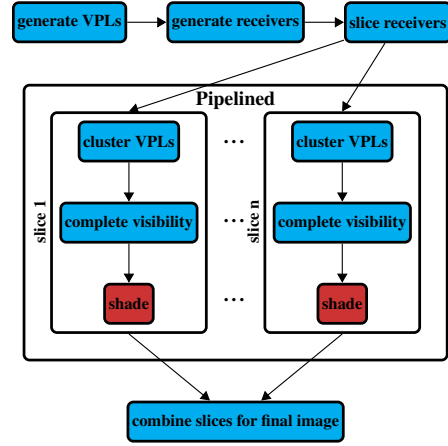 generate VPLs
generate receivers
slice receivers
Pipelined
slice 1
cluster VPLs
complete visibility
shade
...
...
...
slice n
cluster VPLs
complete visibility
shade
combine slices for final image